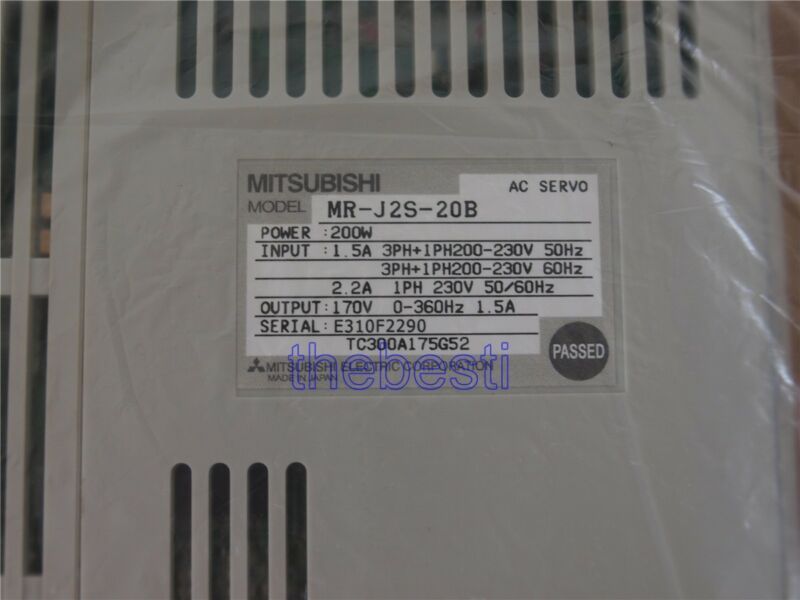 MITSUBISHI
AC SERVO
MODEL MR-J2S-20B
POWER :200W
INPUT :1.5A 3PH+1PH200-230V 50Hz
3PH+1PH200-230V 60Hz
2.2A 1PH 230V 50/60Hz
OUTPUT:170V 0-360Hz 1.5A
SERIAL:E310F2290
TC300A175G52
PASSED
MITSUBISHI ELECTRIC CORPORATION
MADE IN JAPAN
thebesti